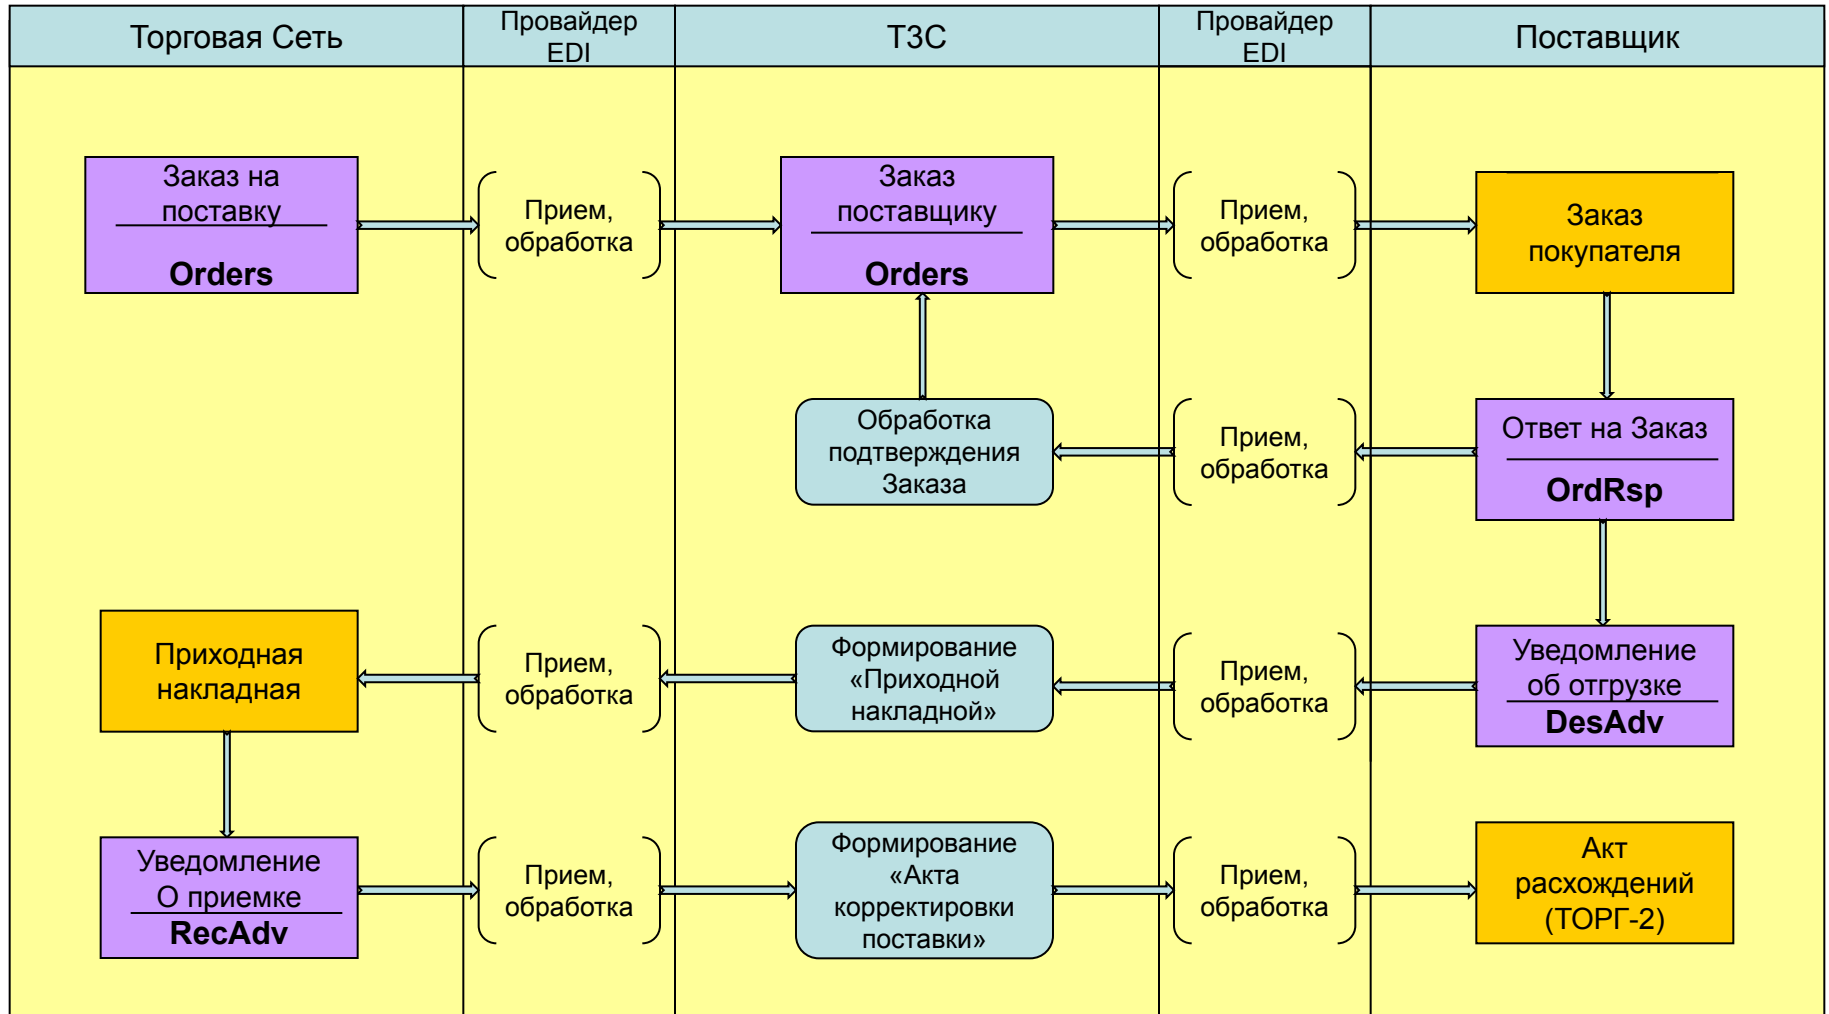 Торговая Сеть
Провайдер
EDI
ТЗС
Провайдер
EDI
Поставщик
Заказ на
поставку
Orders
Прием,
обработка
Заказ
поставщику
Orders
Прием,
обработка
Заказ
покупателя
Обработка
подтверждения
Заказа
Прием,
обработка
Ответ на Заказ
OrdRsp
Приходная
накладная
Прием,
обработка
Формирование
«Приходной
накладной»
Прием,
обработка
Уведомление
об отгрузке
DesAdv
Уведомление
О приемке
RecAdv
Прием,
обработка
Формирование
«Акта
корректировки
поставки»
Прием,
обработка
Акт
расхождений
(ТОРГ-2)